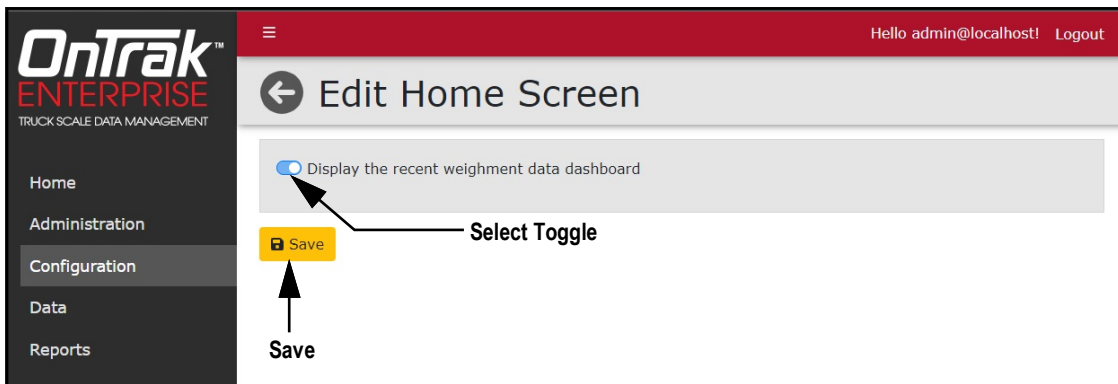 OnTrak™
ENTERPRISE
TRUCK SCALE DATA MANAGEMENT
Home
Administration
Configuration
Data
Reports
Hello admin@localhost! Logout
Edit Home Screen
Display the recent weighment data dashboard
Select Toggle
Save
Save